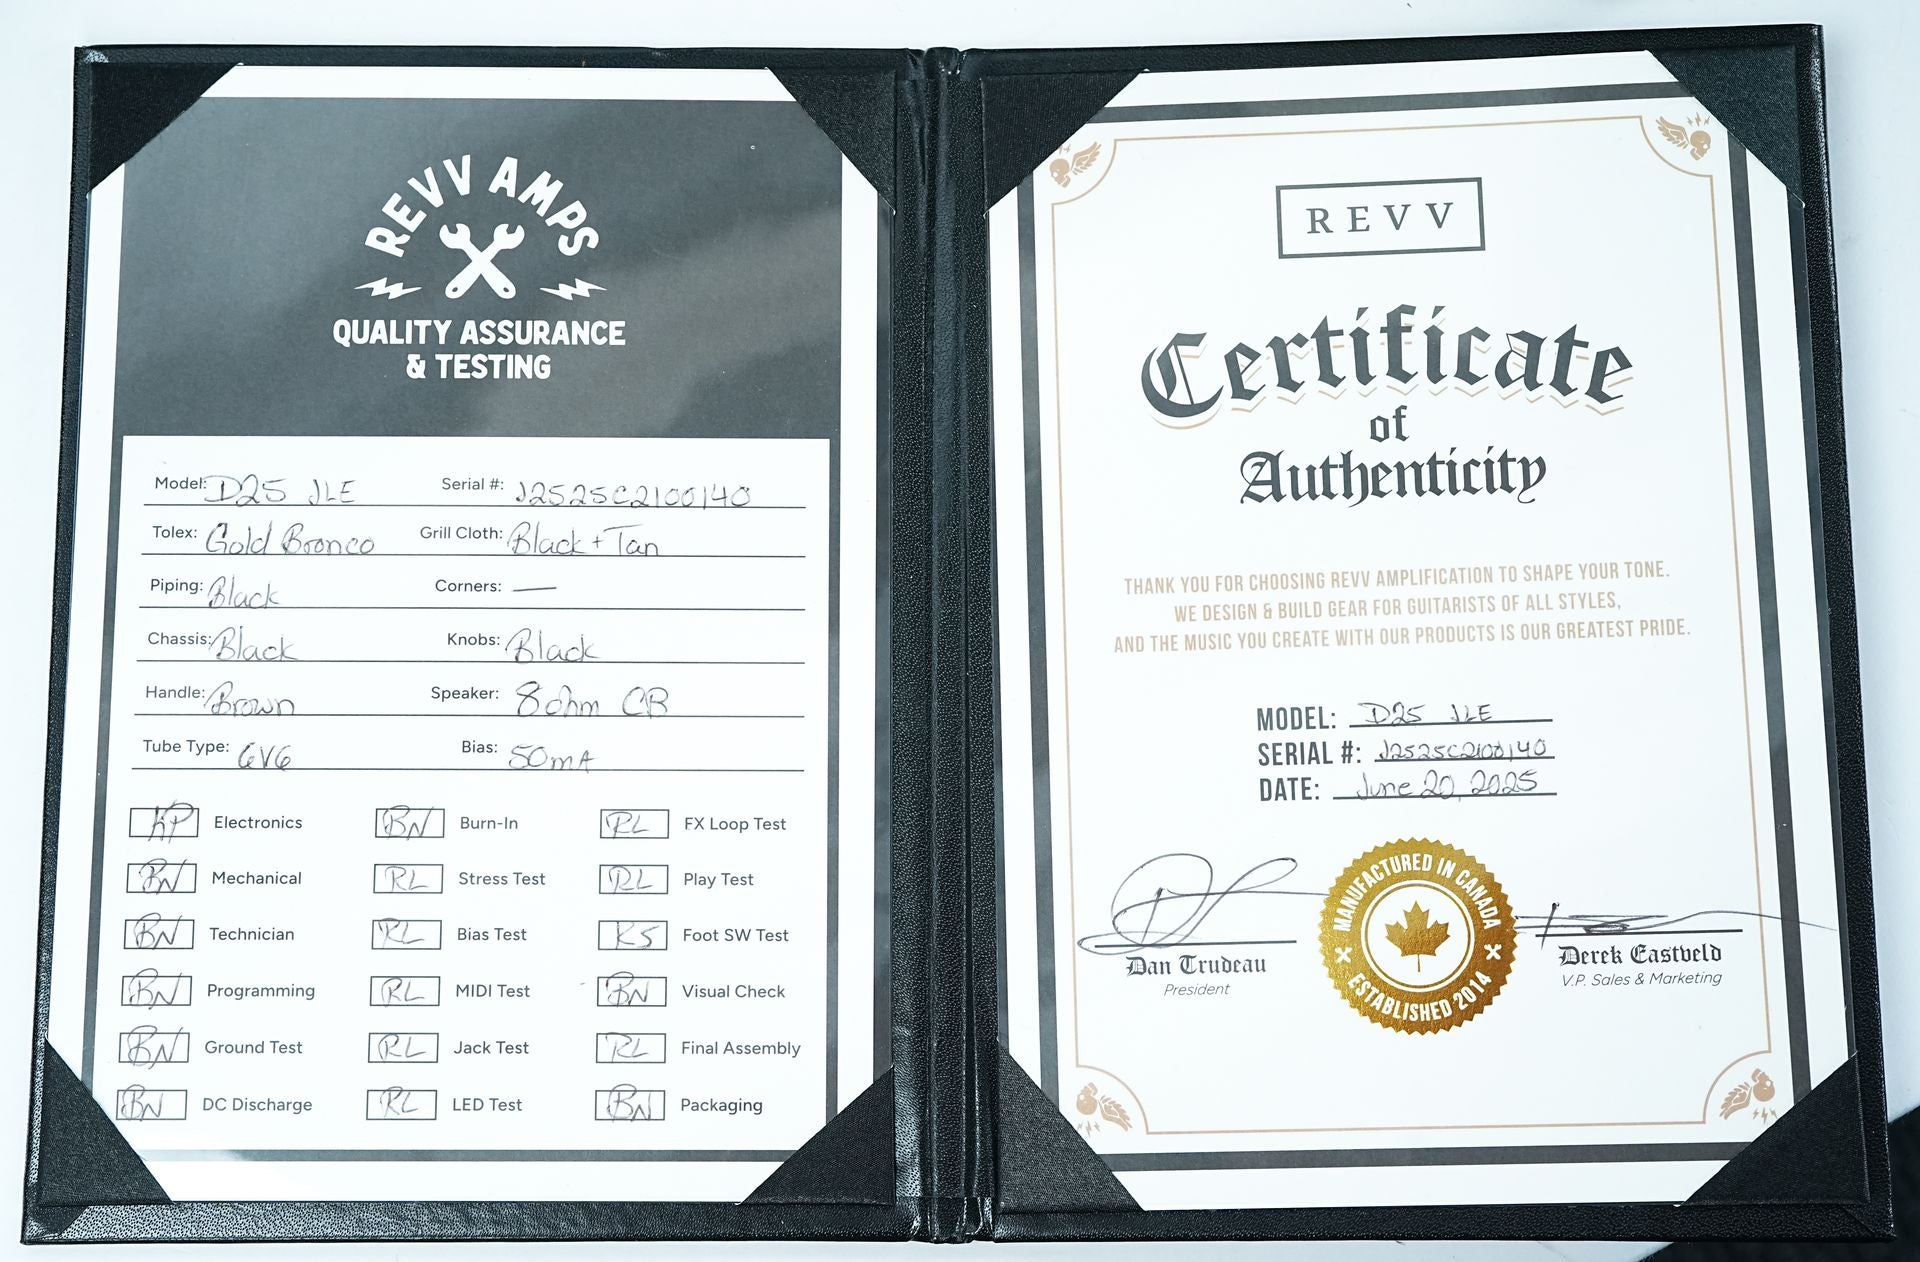 REVV AMPS
QUALITY ASSURANCE
& TESTING
Model: D25 JLE Serial #: J2525C2100140
Tolex: Gold Bronco Grill Cloth: Black + Tan
Piping: Black Corners: —
Chassis: Black Knobs: Black
Handle: Brown Speaker: 8 ohm CB
Tube Type: 6V6 Bias: 50mA
KP Electronics BN Burn-In RL FX Loop Test
BN Mechanical RL Stress Test RL Play Test
BN Technician RL Bias Test KS Foot SW Test
BN Programming RL MIDI Test BN Visual Check
BN Ground Test RL Jack Test RL Final Assembly
BN DC Discharge RL LED Test BN Packaging
REVV
Certificate
of
Authenticity
THANK YOU FOR CHOOSING REVV AMPLIFICATION TO SHAPE YOUR TONE.
WE DESIGN & BUILD GEAR FOR GUITARISTS OF ALL STYLES,
AND THE MUSIC YOU CREATE WITH OUR PRODUCTS IS OUR GREATEST PRIDE.
MODEL: D25 JLE
SERIAL #: J2525C2100140
DATE: June 20, 2025
MANUFACTURED IN CANADA
ESTABLISHED 2014
Dan Trudeau
President
Derek Eastveld
V.P. Sales & Marketing